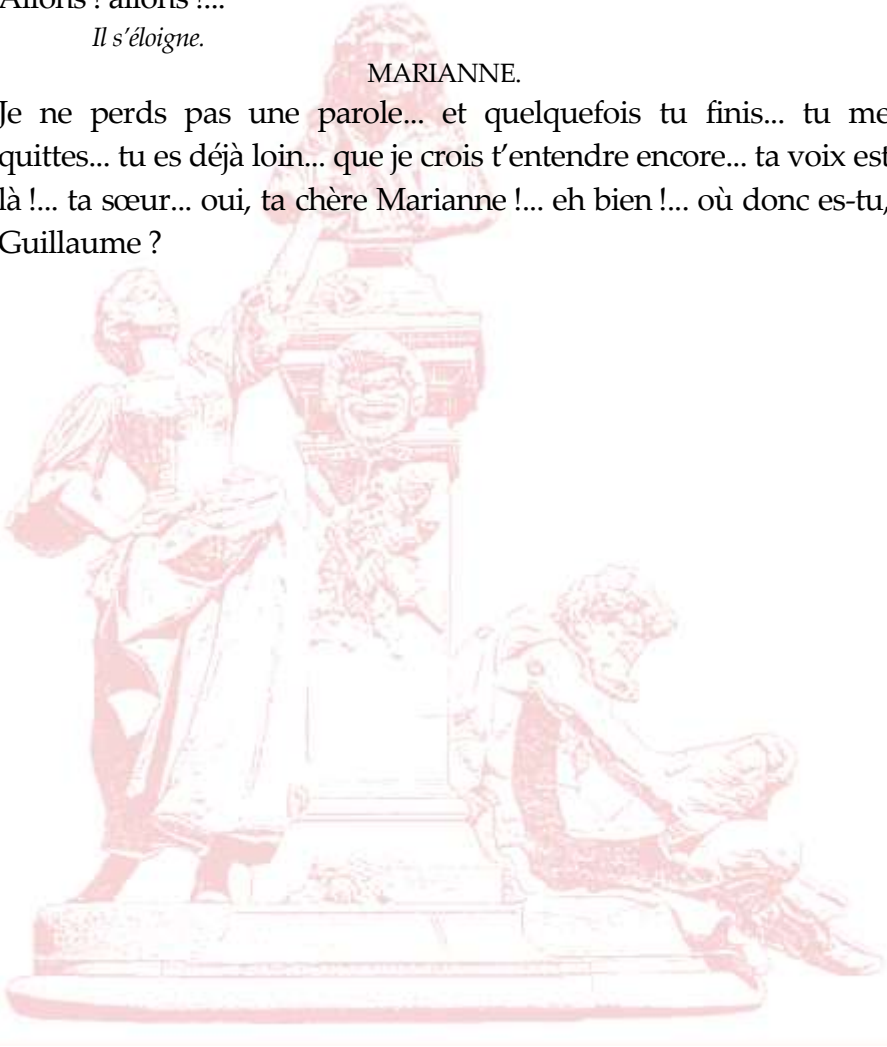 Allons ! allons !...
Il s’éloigne.
MARIANNE.
Je ne perds pas une parole... et quelquefois tu finis... tu me
quittes... tu es déjà loin... que je crois t’entendre encore... ta voix est
là !... ta sœur... oui, ta chère Marianne !... eh bien !... où donc es-tu,
Guillaume ?